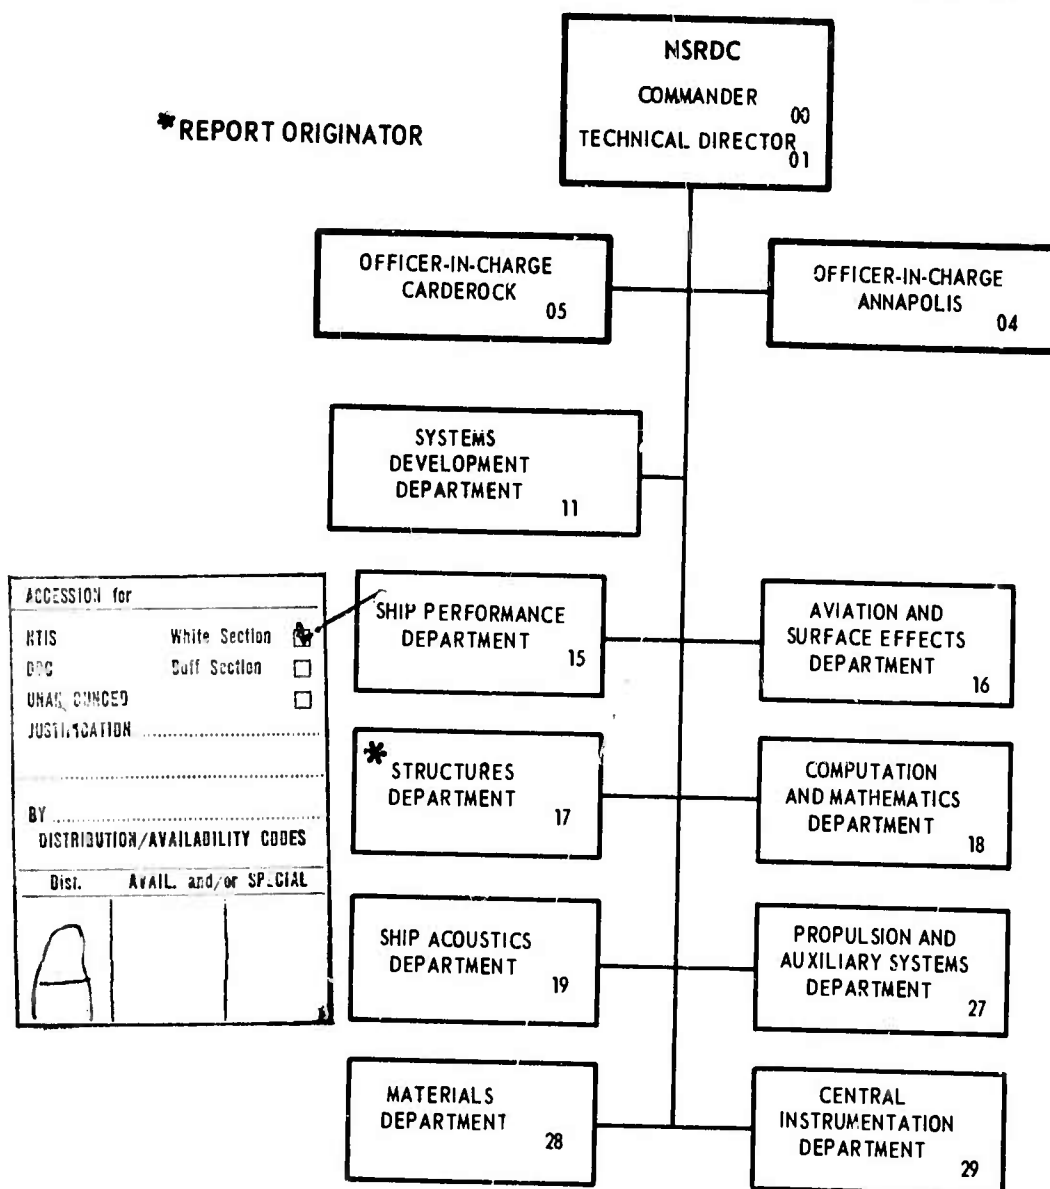 NSRDC
COMMANDER
00
TECHNICAL DIRECTOR
01
*REPORT ORIGINATOR
OFFICER-IN-CHARGE
CARDEROCK
05
OFFICER-IN-CHARGE
ANNAPOLIS
04
SYSTEMS
DEVELOPMENT
DEPARTMENT
11
SHIP PERFORMANCE
DEPARTMENT
15
AVIATION AND
SURFACE EFFECTS
DEPARTMENT
16
*
STRUCTURES
DEPARTMENT
17
COMPUTATION
AND MATHEMATICS
DEPARTMENT
18
SHIP ACOUSTICS
DEPARTMENT
19
PROPULSION AND
AUXILIARY SYSTEMS
DEPARTMENT
27
MATERIALS
DEPARTMENT
28
CENTRAL
INSTRUMENTATION
DEPARTMENT
29
ACCESSION for
NTIS White Section
DDC Buff Section
UNANNOUNCED
JUSTIFICATION
BY
DISTRIBUTION/AVAILABILITY CODES
Dist. AVAIL. and/or SPECIAL
A